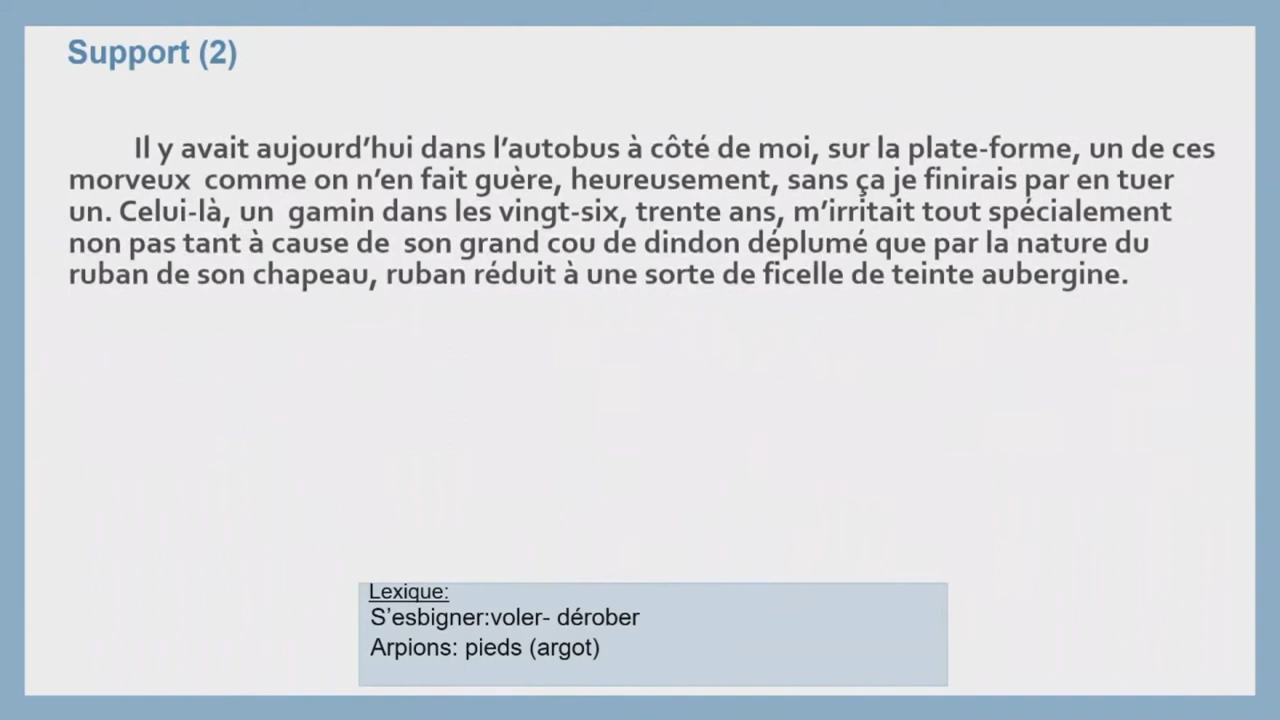 Support (2)
Il y avait aujourd’hui dans l’autobus à côté de moi, sur la plate-forme, un de ces
morveux comme on n’en fait guère, heureusement, sans ça je finirais par en tuer
un. Celui-là, un gamin dans les vingt-six, trente ans, m’irritait tout spécialement
non pas tant à cause de son grand cou de dindon déplumé que par la nature du
ruban de son chapeau, ruban réduit à une sorte de ficelle de teinte aubergine.
Lexique:
S’esbigner:voler- dérober
Arpions: pieds (argot)